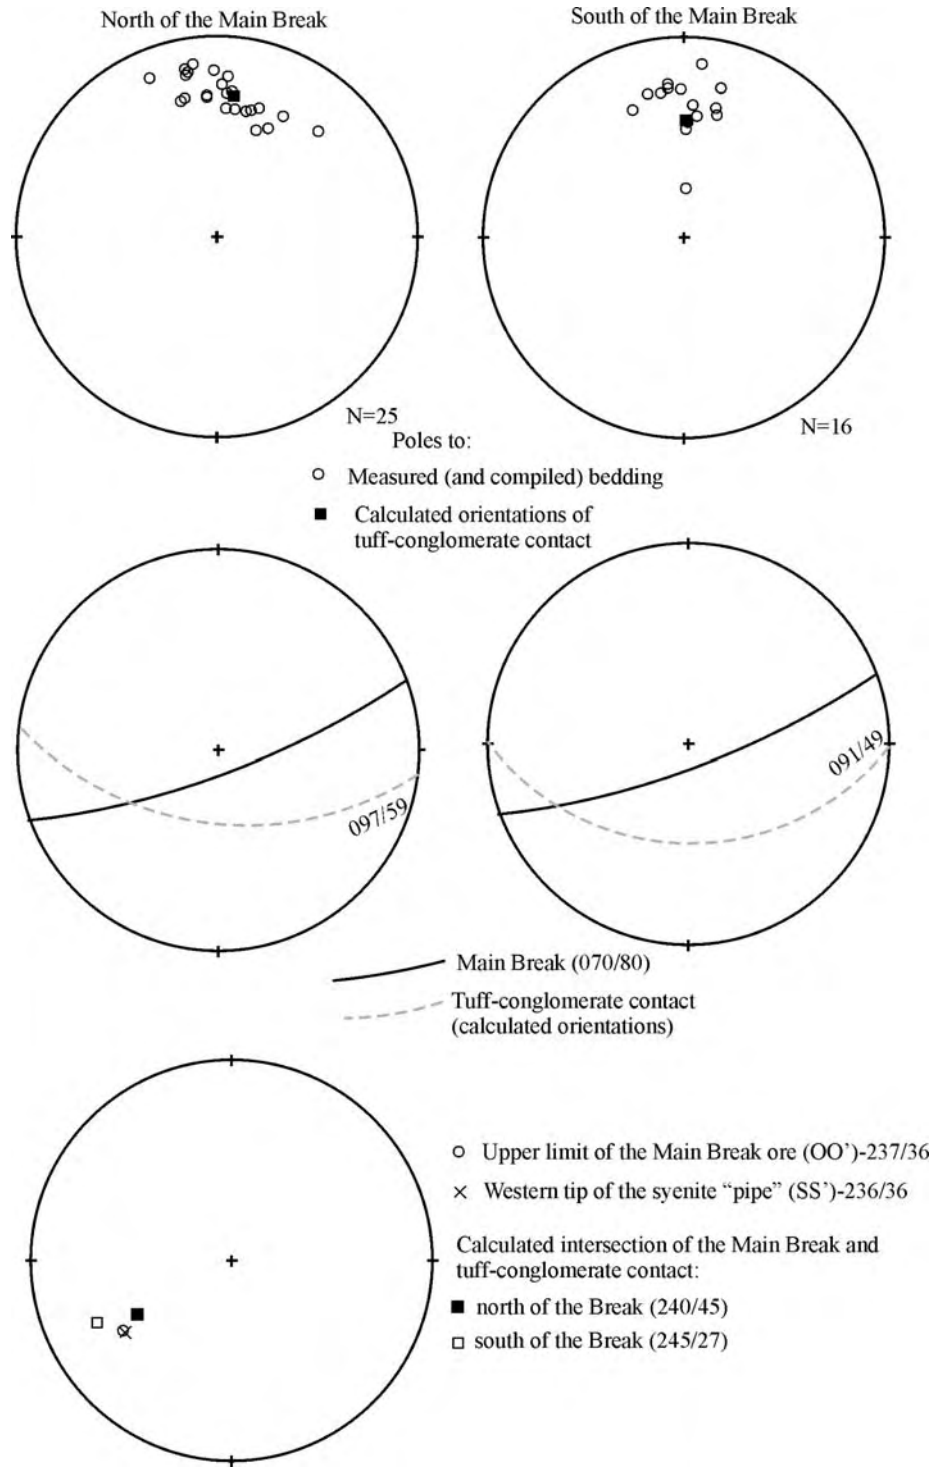 North of the Main Break
South of the Main Break
N=25
N=16
Poles to:
Measured (and compiled) bedding
Calculated orientations of
tuff-conglomerate contact
097/59
091/49
Main Break (070/80)
Tuff-conglomerate contact
(calculated orientations)
Upper limit of the Main Break ore (OO')-237/36
Western tip of the syenite “pipe” (SS')-236/36
Calculated intersection of the Main Break and
tuff-conglomerate contact:
north of the Break (240/45)
south of the Break (245/27)